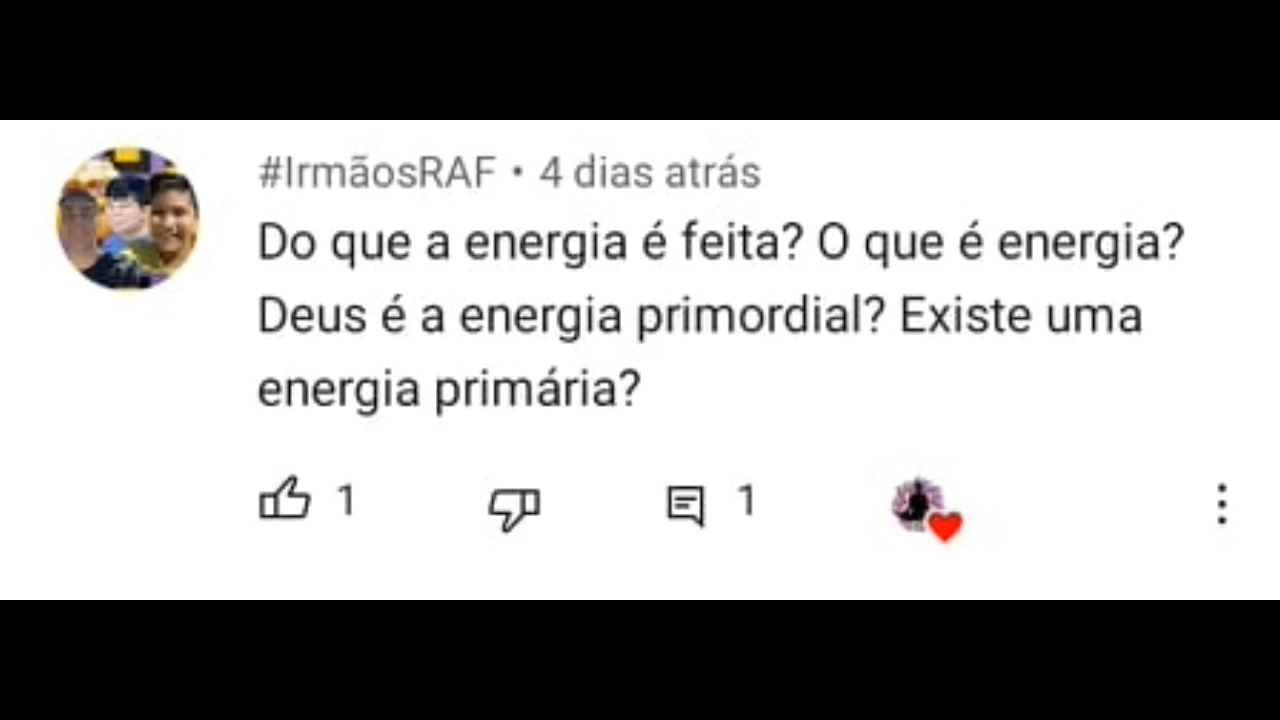 #IrmãosRAF • 4 dias atrás
Do que a energia é feita? O que é energia?
Deus é a energia primordial? Existe uma
energia primária?
1 1